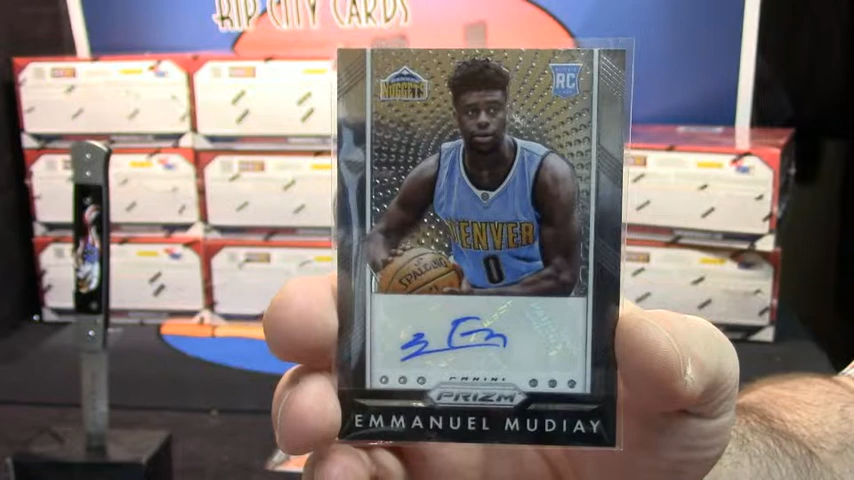 RIP CITY CARDS
NUGGETS
RC
DENVER
0
SPALDING
PANINI
PRIZM
EMMANUEL MUDIAY